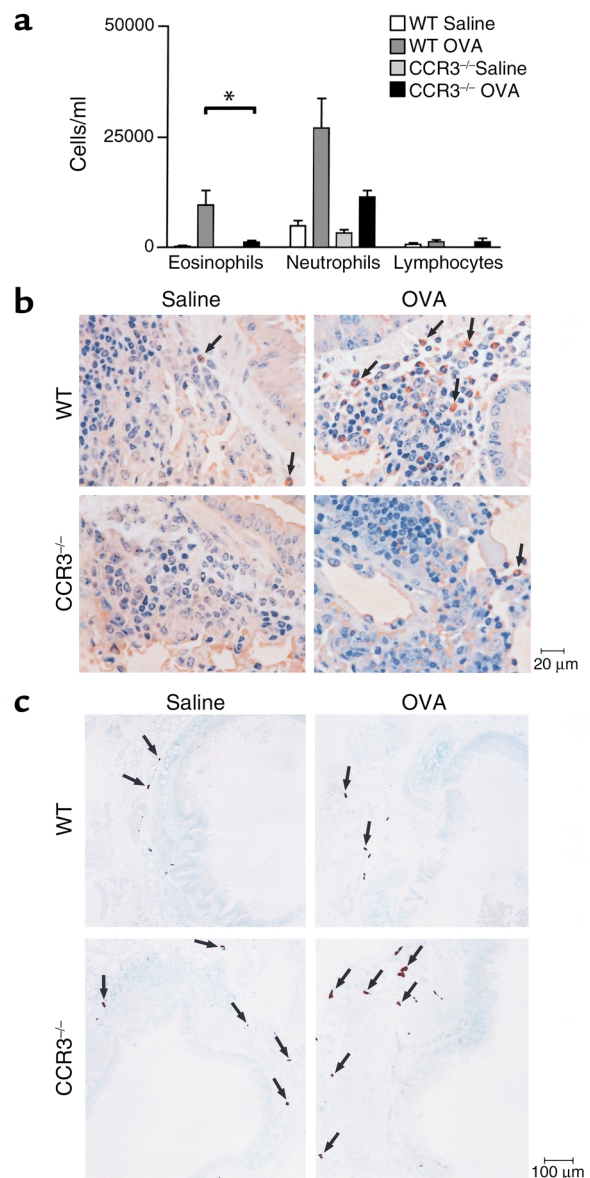 a
50000
25000
0
Cells/ml
*
WT Saline
WT OVA
CCR3–/–Saline
CCR3–/– OVA
Eosinophils Neutrophils Lymphocytes
b
Saline OVA
WT
CCR3–/–
20 µm
c
Saline OVA
WT
CCR3–/–
100 µm